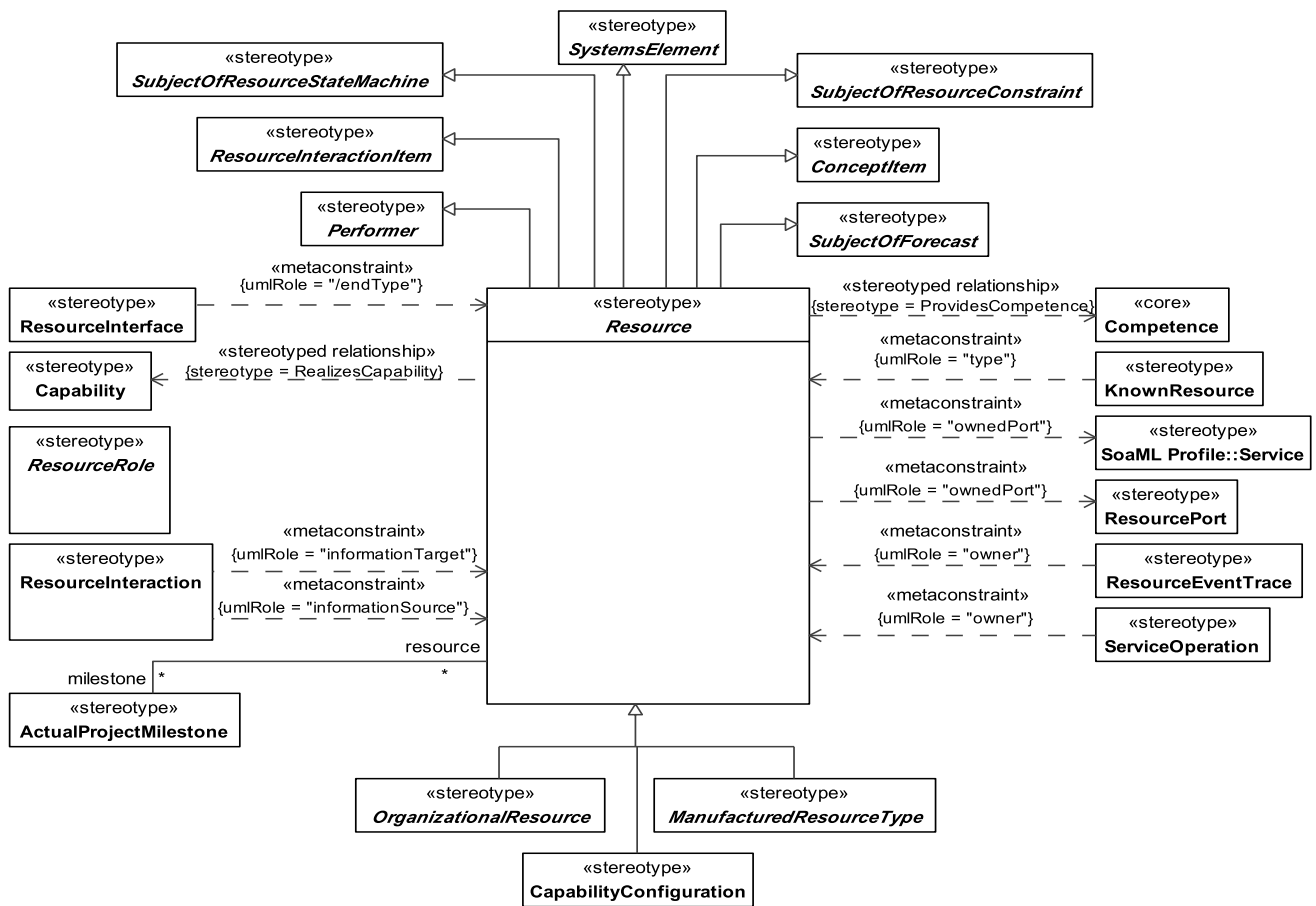 «stereotype»
SystemsElement
«stereotype»
SubjectOfResourceStateMachine
«stereotype»
SubjectOfResourceConstraint
«stereotype»
ResourceInteractionItem
«stereotype»
ConceptItem
«stereotype»
Performer
«stereotype»
SubjectOfForecast
«metaconstraint»
{umlRole = "/endType"}
«stereotype»
ResourceInterface
«stereotype»
Resource
«stereotyped relationship»
{stereotype = ProvidesCompetence}
«core»
Competence
«stereotyped relationship»
{stereotype = RealizesCapability}
«stereotype»
Capability
«metaconstraint»
{umlRole = "type"}
«stereotype»
KnownResource
«metaconstraint»
{umlRole = "ownedPort"}
«stereotype»
SoaML Profile::Service
«stereotype»
ResourceRole
«metaconstraint»
{umlRole = "ownedPort"}
«stereotype»
ResourcePort
«metaconstraint»
{umlRole = "informationTarget"}
«stereotype»
ResourceInteraction
«metaconstraint»
{umlRole = "informationSource"}
«metaconstraint»
{umlRole = "owner"}
«stereotype»
ResourceEventTrace
«metaconstraint»
{umlRole = "owner"}
«stereotype»
ServiceOperation
resource
*
milestone
*
«stereotype»
ActualProjectMilestone
«stereotype»
OrganizationalResource
«stereotype»
ManufacturedResourceType
«stereotype»
CapabilityConfiguration